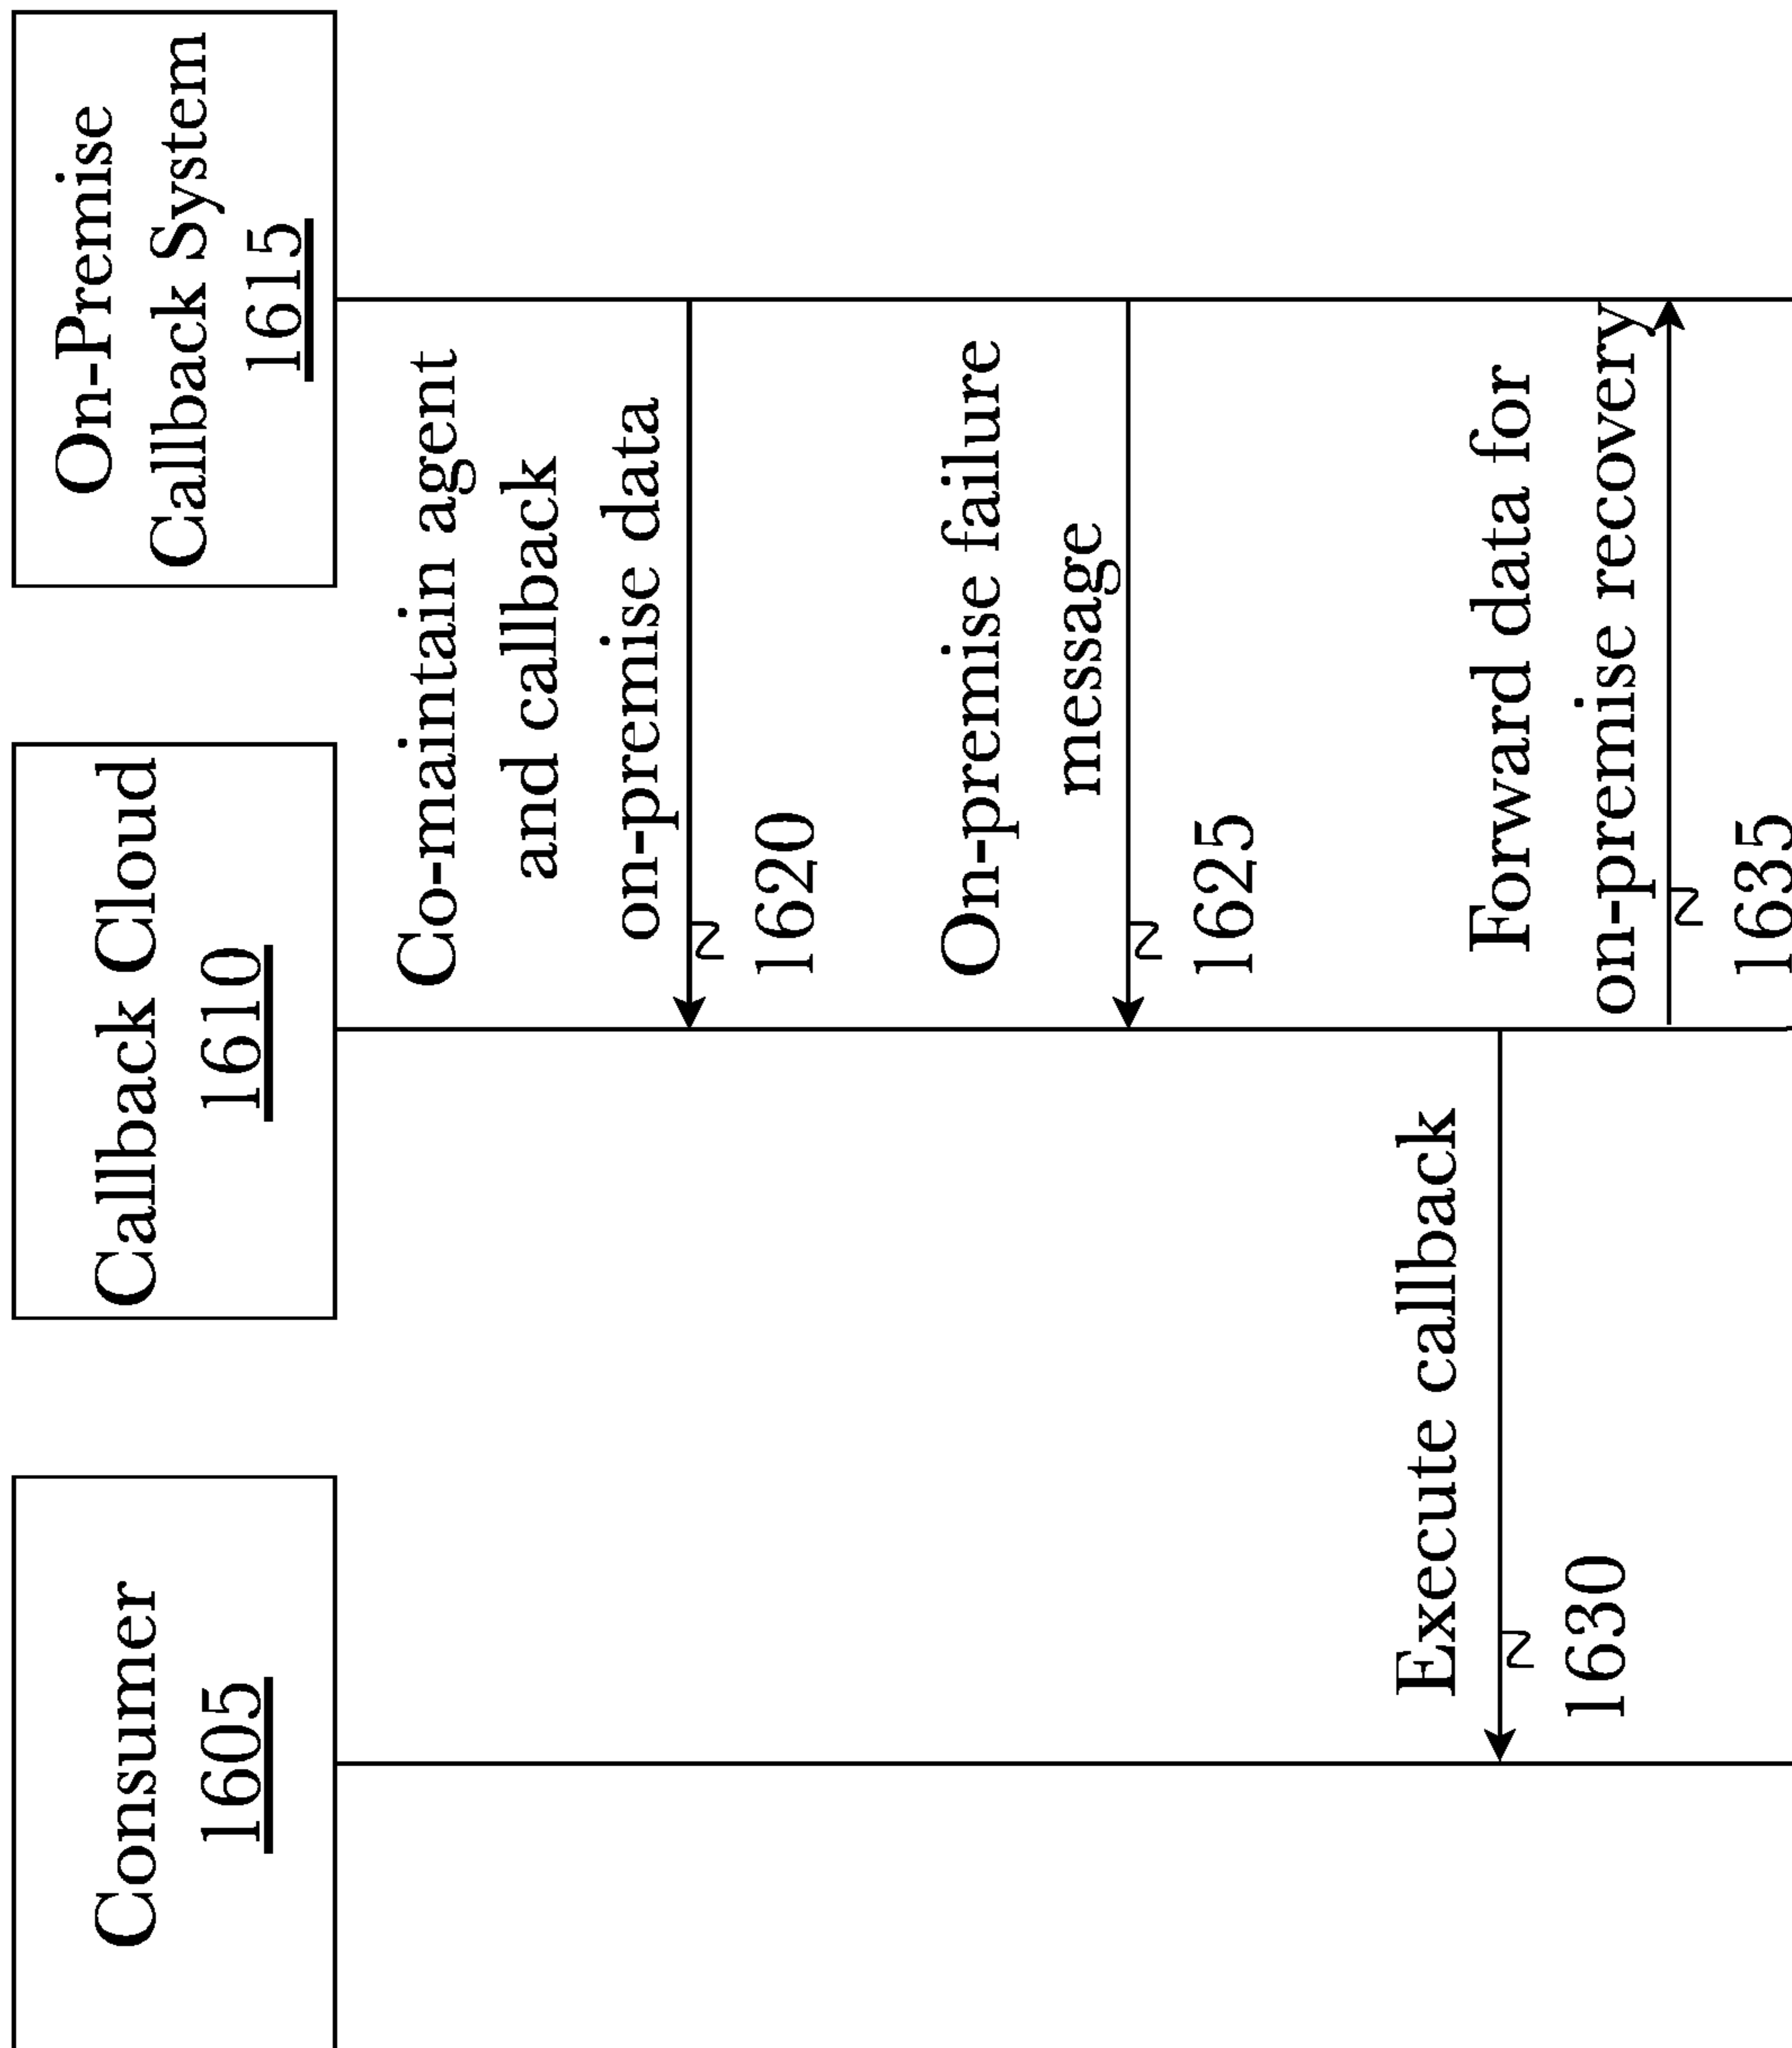 Consumer
1605
Callback Cloud
1610
On-Premise
Callback System
1615
Co-maintain agent
and callback
on-premise data
1620
On-premise failure
message
1625
Execute callback
1630
Forward data for
on-premise recovery
1635